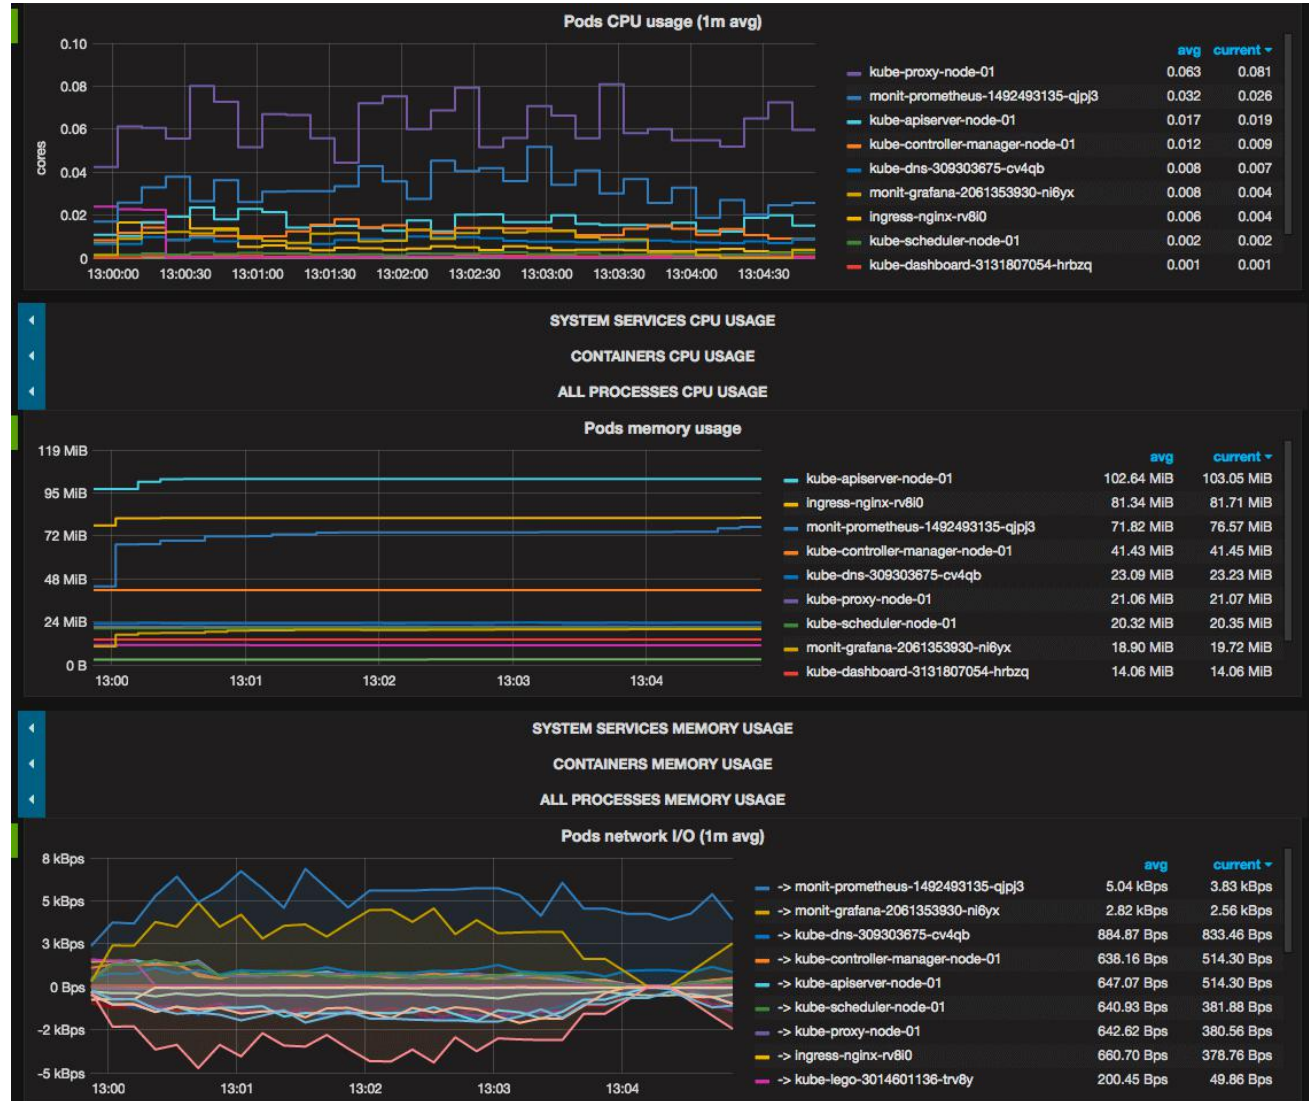 Pods CPU usage (1m avg)
0.10
0.08
0.06
0.04
0.02
0
cores
13:00:00 13:00:30 13:01:00 13:01:30 13:02:00 13:02:30 13:03:00 13:03:30 13:04:00 13:04:30
avg current
kube-proxy-node-01 0.063 0.081
monit-prometheus-1492493135-qjpj3 0.032 0.026
kube-apiserver-node-01 0.017 0.019
kube-controller-manager-node-01 0.012 0.009
kube-dns-309303675-cv4qb 0.008 0.007
monit-grafana-2061353930-ni6yx 0.008 0.004
ingress-nginx-rv8i0 0.006 0.004
kube-scheduler-node-01 0.002 0.002
kube-dashboard-3131807054-hrbzq 0.001 0.001
SYSTEM SERVICES CPU USAGE
CONTAINERS CPU USAGE
ALL PROCESSES CPU USAGE
Pods memory usage
119 MiB
95 MiB
72 MiB
48 MiB
24 MiB
0 B
13:00 13:01 13:02 13:03 13:04
avg current
kube-apiserver-node-01 102.64 MiB 103.05 MiB
ingress-nginx-rv8i0 81.34 MiB 81.71 MiB
monit-prometheus-1492493135-qjpj3 71.82 MiB 76.57 MiB
kube-controller-manager-node-01 41.43 MiB 41.45 MiB
kube-dns-309303675-cv4qb 23.09 MiB 23.23 MiB
kube-proxy-node-01 21.06 MiB 21.07 MiB
kube-scheduler-node-01 20.32 MiB 20.35 MiB
monit-grafana-2061353930-ni6yx 18.90 MiB 19.72 MiB
kube-dashboard-3131807054-hrbzq 14.06 MiB 14.06 MiB
SYSTEM SERVICES MEMORY USAGE
CONTAINERS MEMORY USAGE
ALL PROCESSES MEMORY USAGE
Pods network I/O (1m avg)
8 kBps
5 kBps
3 kBps
0 Bps
-2 kBps
-5 kBps
13:00 13:01 13:02 13:03 13:04
avg current
-> monit-prometheus-1492493135-qjpj3 5.04 kBps 3.83 kBps
-> monit-grafana-2061353930-ni6yx 2.82 kBps 2.56 kBps
-> kube-dns-309303675-cv4qb 884.87 Bps 833.46 Bps
-> kube-controller-manager-node-01 638.16 Bps 514.30 Bps
-> kube-apiserver-node-01 647.07 Bps 514.30 Bps
-> kube-scheduler-node-01 640.93 Bps 381.88 Bps
-> kube-proxy-node-01 642.62 Bps 380.56 Bps
-> ingress-nginx-rv8i0 660.70 Bps 378.76 Bps
-> kube-lego-3014601136-trv8y 200.45 Bps 49.86 Bps